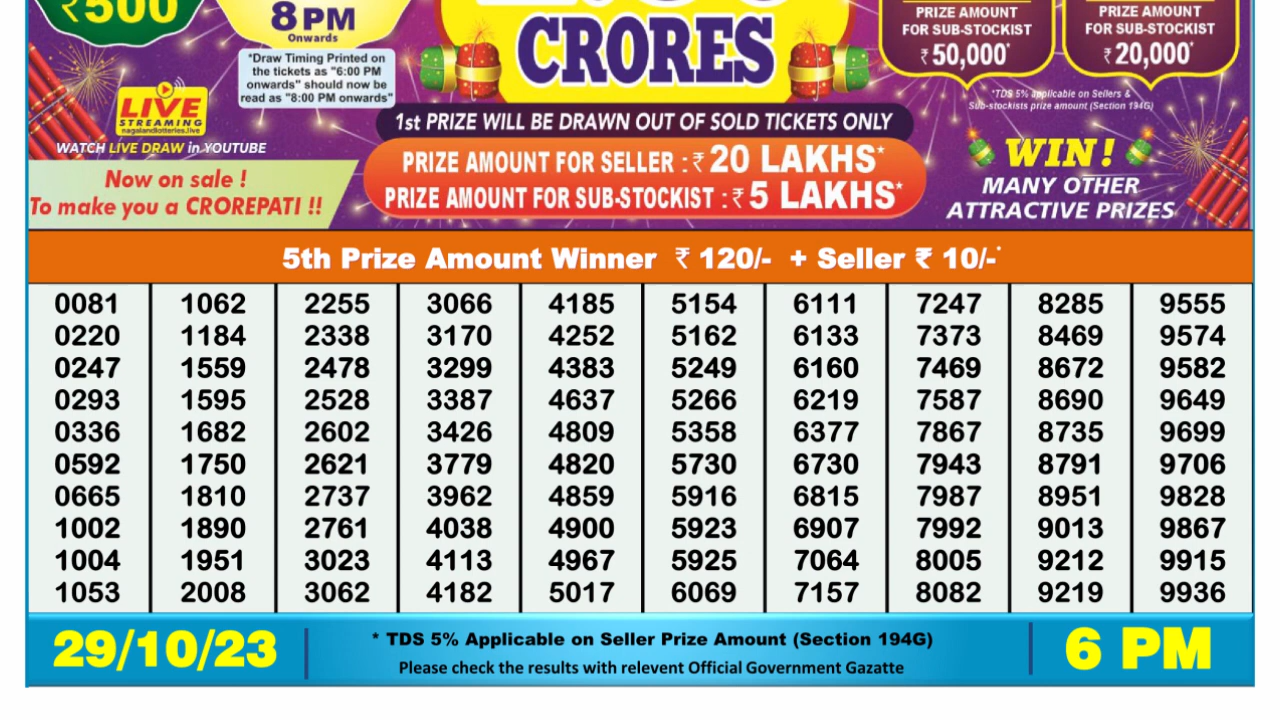 ₹500
8 PM
Onwards
*Draw Timing Printed on
the tickets as "6:00 PM
onwards" should now be
read as "8:00 PM onwards"
LIVE
STREAMING
nagalandlotteries.live
WATCH LIVE DRAW in YOUTUBE
Now on sale !
To make you a CROREPATI !!
CRORES
1st PRIZE WILL BE DRAWN OUT OF SOLD TICKETS ONLY
PRIZE AMOUNT FOR SELLER : ₹ 20 LAKHS*
PRIZE AMOUNT FOR SUB-STOCKIST : ₹ 5 LAKHS*
PRIZE AMOUNT
FOR SUB-STOCKIST
₹ 50,000*
PRIZE AMOUNT
FOR SUB-STOCKIST
₹ 20,000*
*TDS 5% applicable on Sellers &
Sub-stockists prize amount (Section 194G)
WIN !
MANY OTHER
ATTRACTIVE PRIZES
5th Prize Amount Winner ₹ 120/- + Seller ₹ 10/-*
0081 1062 2255 3066 4185 5154 6111 7247 8285 9555
0220 1184 2338 3170 4252 5162 6133 7373 8469 9574
0247 1559 2478 3299 4383 5249 6160 7469 8672 9582
0293 1595 2528 3387 4637 5266 6219 7587 8690 9649
0336 1682 2602 3426 4809 5358 6377 7867 8735 9699
0592 1750 2621 3779 4820 5730 6730 7943 8791 9706
0665 1810 2737 3962 4859 5916 6815 7987 8951 9828
1002 1890 2761 4038 4900 5923 6907 7992 9013 9867
1004 1951 3023 4113 4967 5925 7064 8005 9212 9915
1053 2008 3062 4182 5017 6069 7157 8082 9219 9936
29/10/23
* TDS 5% Applicable on Seller Prize Amount (Section 194G)
Please check the results with relevent Official Government Gazatte
6 PM